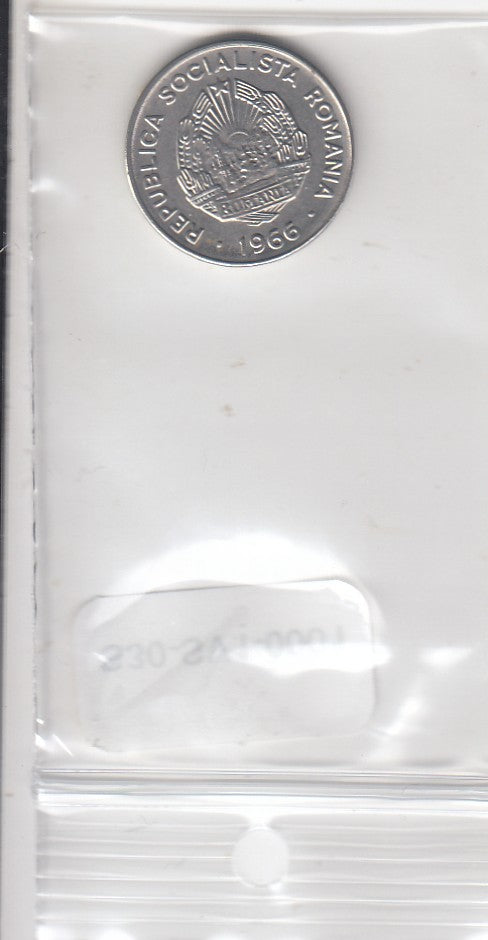 REPUBLICA SOCIALISTA ROMANIA
ROMANIA
· 1966 ·